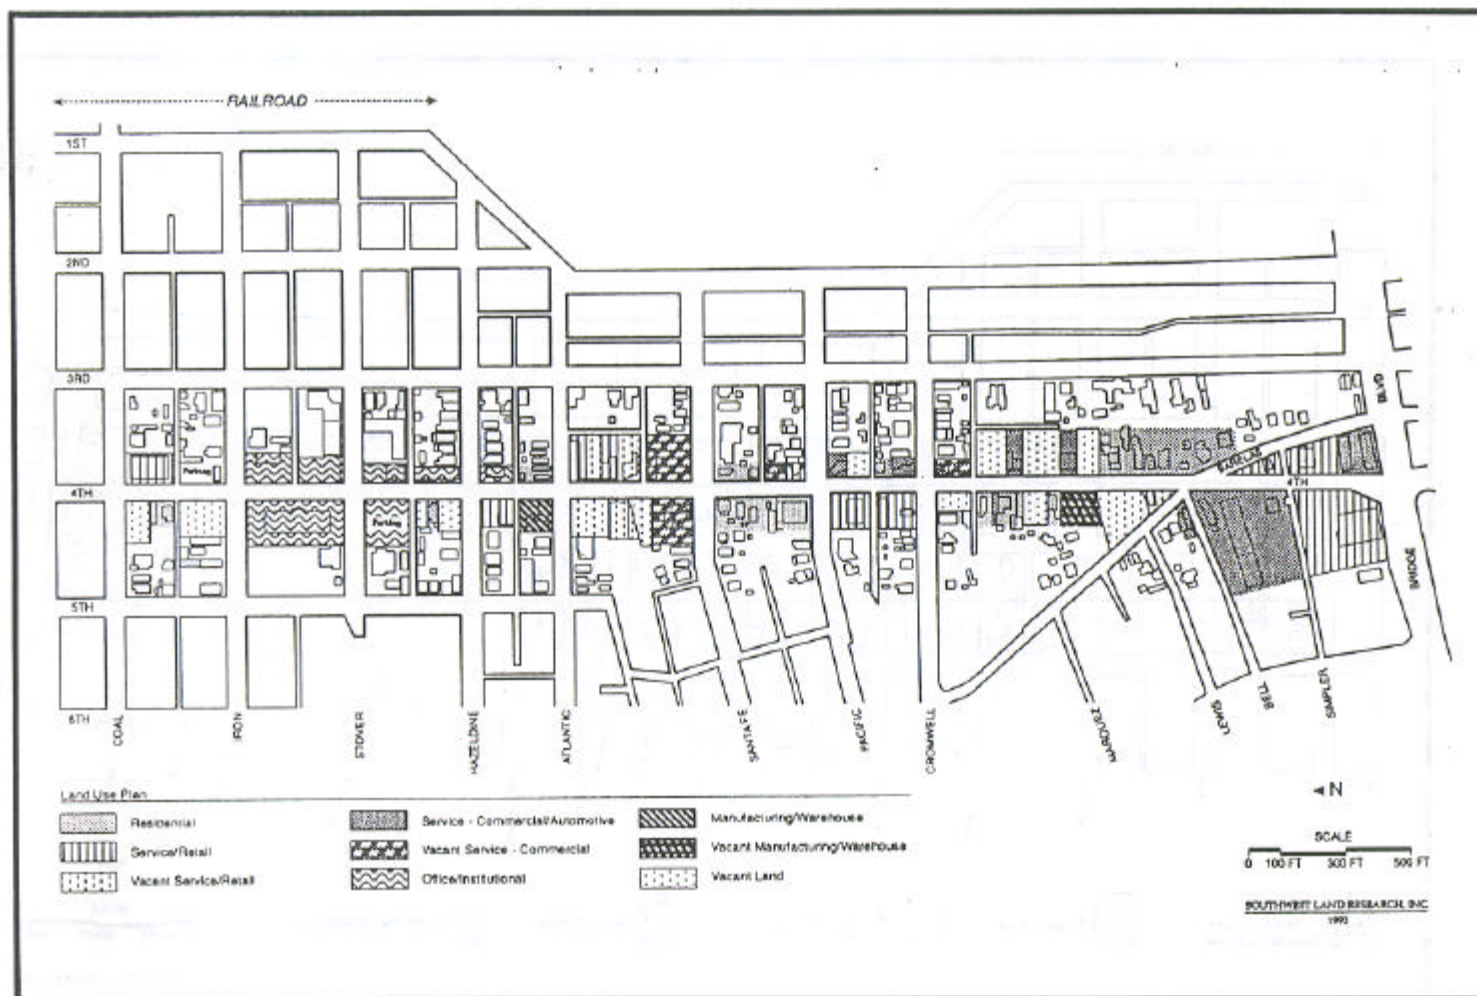 RAILROAD
1ST
2ND
3RD
4TH
5TH
6TH
Parking
Parking
4TH
BLVD
BRIDGE
COAL
IRON
STOVER
HAZELDINE
ATLANTIC
SANTA FE
PACIFIC
CROMWELL
MARQUEZ
LEWIS
BELL
SIMPLER
Land Use Plan
Residential
Service/Retail
Vacant Service/Retail
Service - Commercial/Automotive
Vacant Service - Commercial
Office/Institutional
Manufacturing/Warehouse
Vacant Manufacturing/Warehouse
Vacant Land
N
SCALE
0 100 FT 300 FT 500 FT
SOUTHWEST LAND RESEARCH, INC.